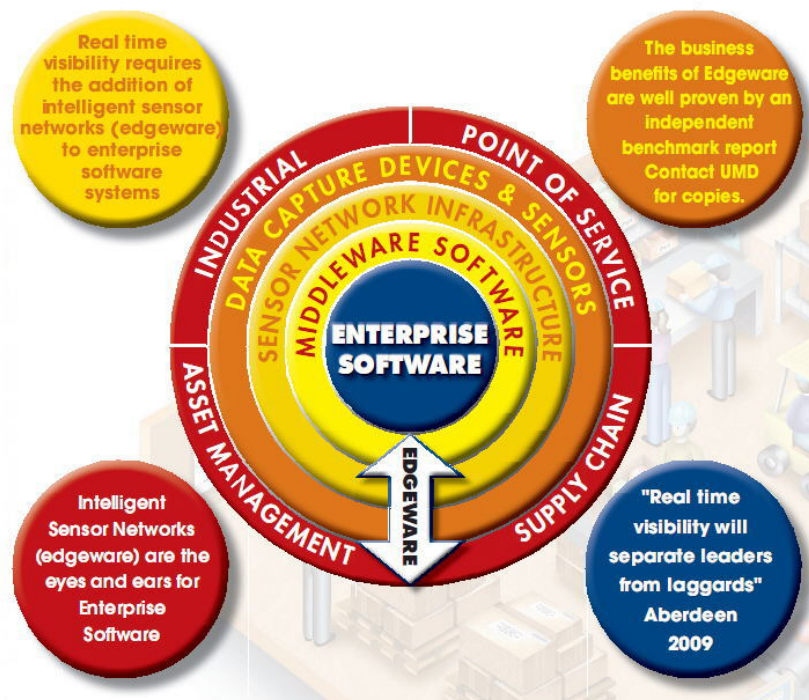 Real time
visibility requires
the addition of
intelligent sensor
networks (edgeware)
to enterprise
software
systems
The business
benefits of Edgeware
are well proven by an
independent
benchmark report
Contact UMD
for copies.
INDUSTRIAL
POINT OF SERVICE
DATA CAPTURE DEVICES & SENSORS
SENSOR NETWORK INFRASTRUCTURE
MIDDLEWARE SOFTWARE
ENTERPRISE
SOFTWARE
ASSET MANAGEMENT
SUPPLY CHAIN
EDGEWARE
Intelligent
Sensor Networks
(edgeware) are the
eyes and ears for
Enterprise
Software
"Real time
visibility will
separate leaders
from laggards"
Aberdeen
2009